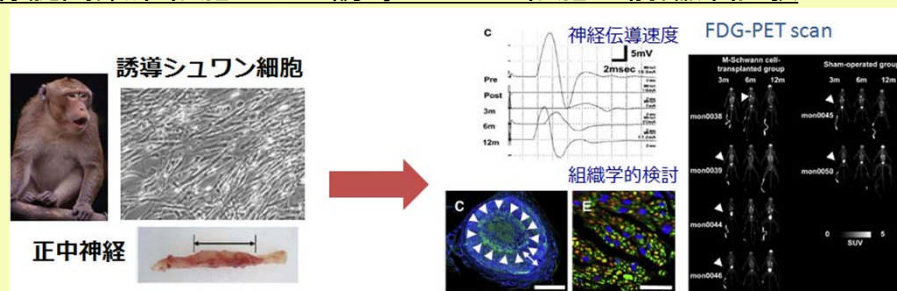 誘導シュワン細胞
正中神経
C
神経伝導速度
5mV
2msec
Pre
Post
3m
6m
12m
組織学的検討
C
E
FDG-PET scan
M-Schwann cell-
transplanted group
3m 6m 12m
Sham-operated group
3m 6m 12m
mon0038
mon0045
mon0039
mon0050
mon0044
mon0046
0 5
SUV